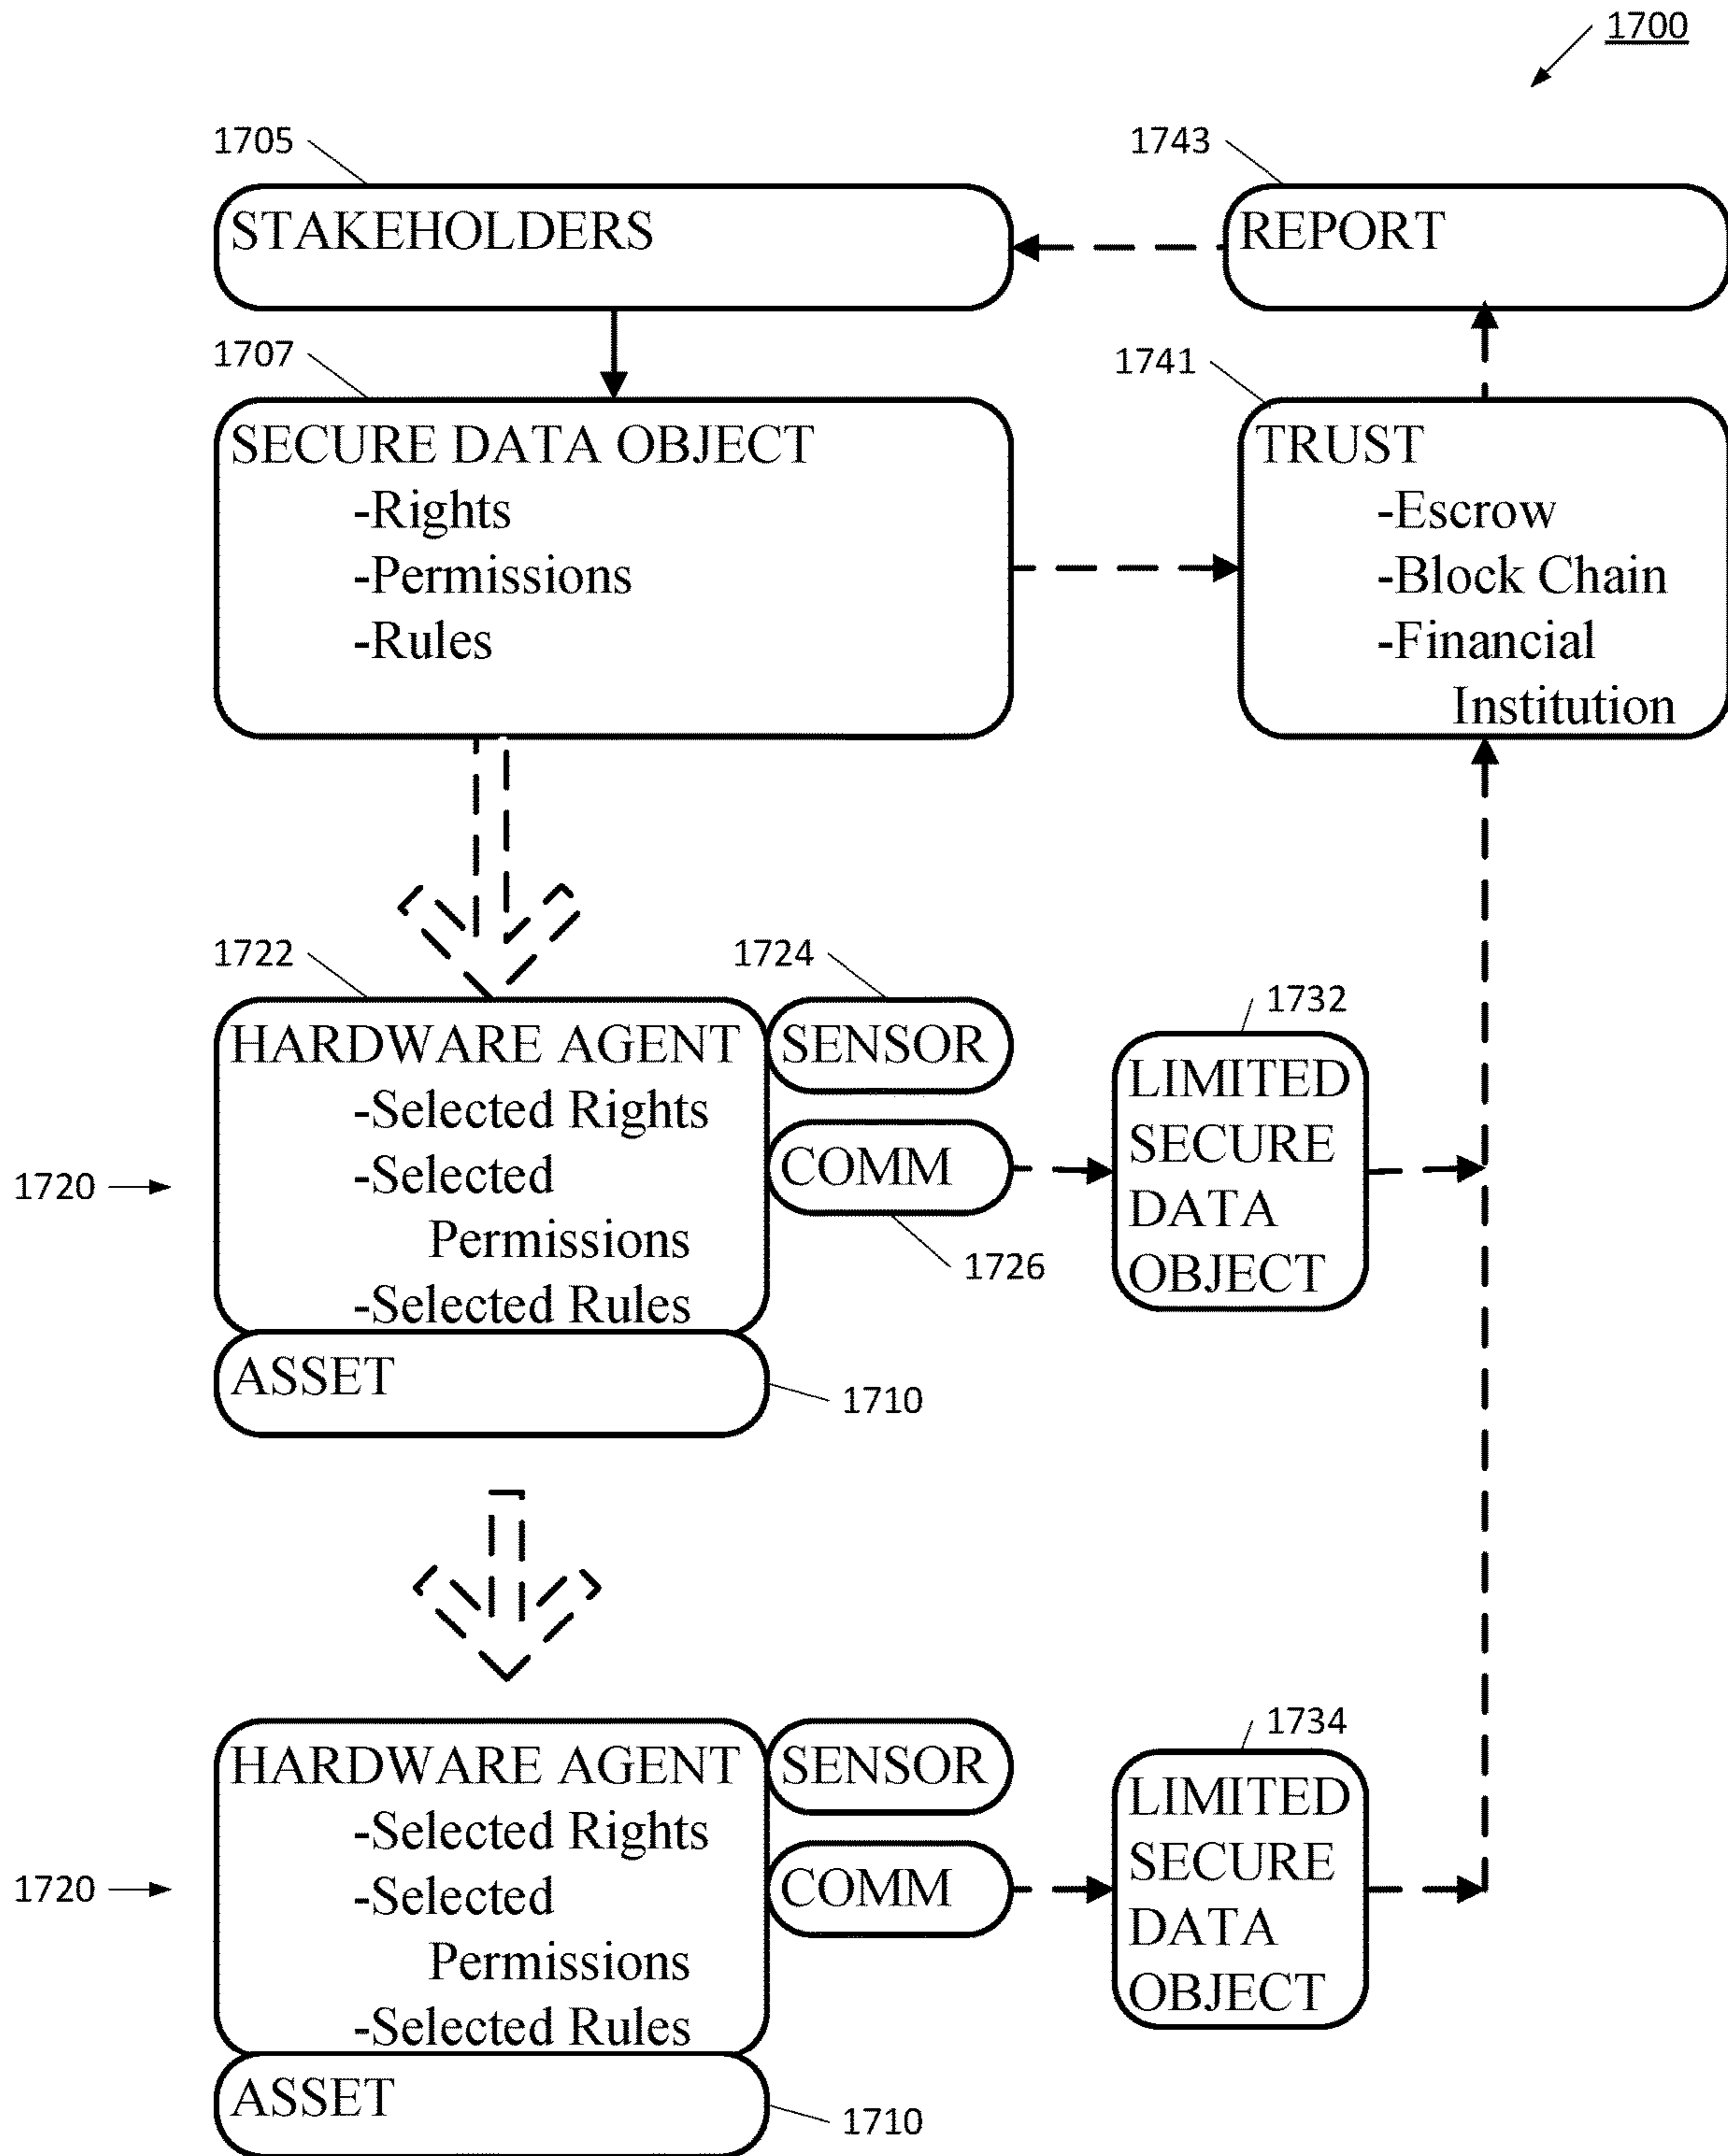 1700
1705
1743
STAKEHOLDERS
REPORT
1707
1741
SECURE DATA OBJECT
-Rights
-Permissions
-Rules
TRUST
-Escrow
-Block Chain
-Financial
Institution
1722
1724
1732
HARDWARE AGENT
-Selected Rights
-Selected
Permissions
-Selected Rules
SENSOR
COMM
1726
LIMITED
SECURE
DATA
OBJECT
1720
ASSET
1710
1734
HARDWARE AGENT
-Selected Rights
-Selected
Permissions
-Selected Rules
SENSOR
COMM
LIMITED
SECURE
DATA
OBJECT
1720
ASSET
1710